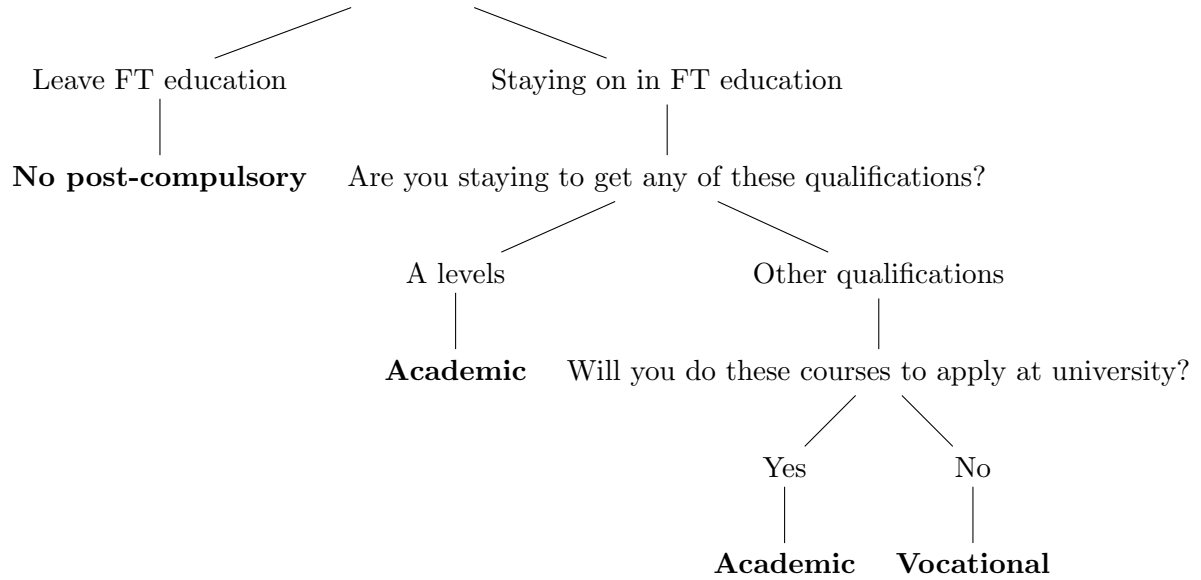 Leave FT education Staying on in FT education
No post-compulsory Are you staying to get any of these qualifications?
A levels Other qualifications
Academic Will you do these courses to apply at university?
Yes No
Academic Vocational